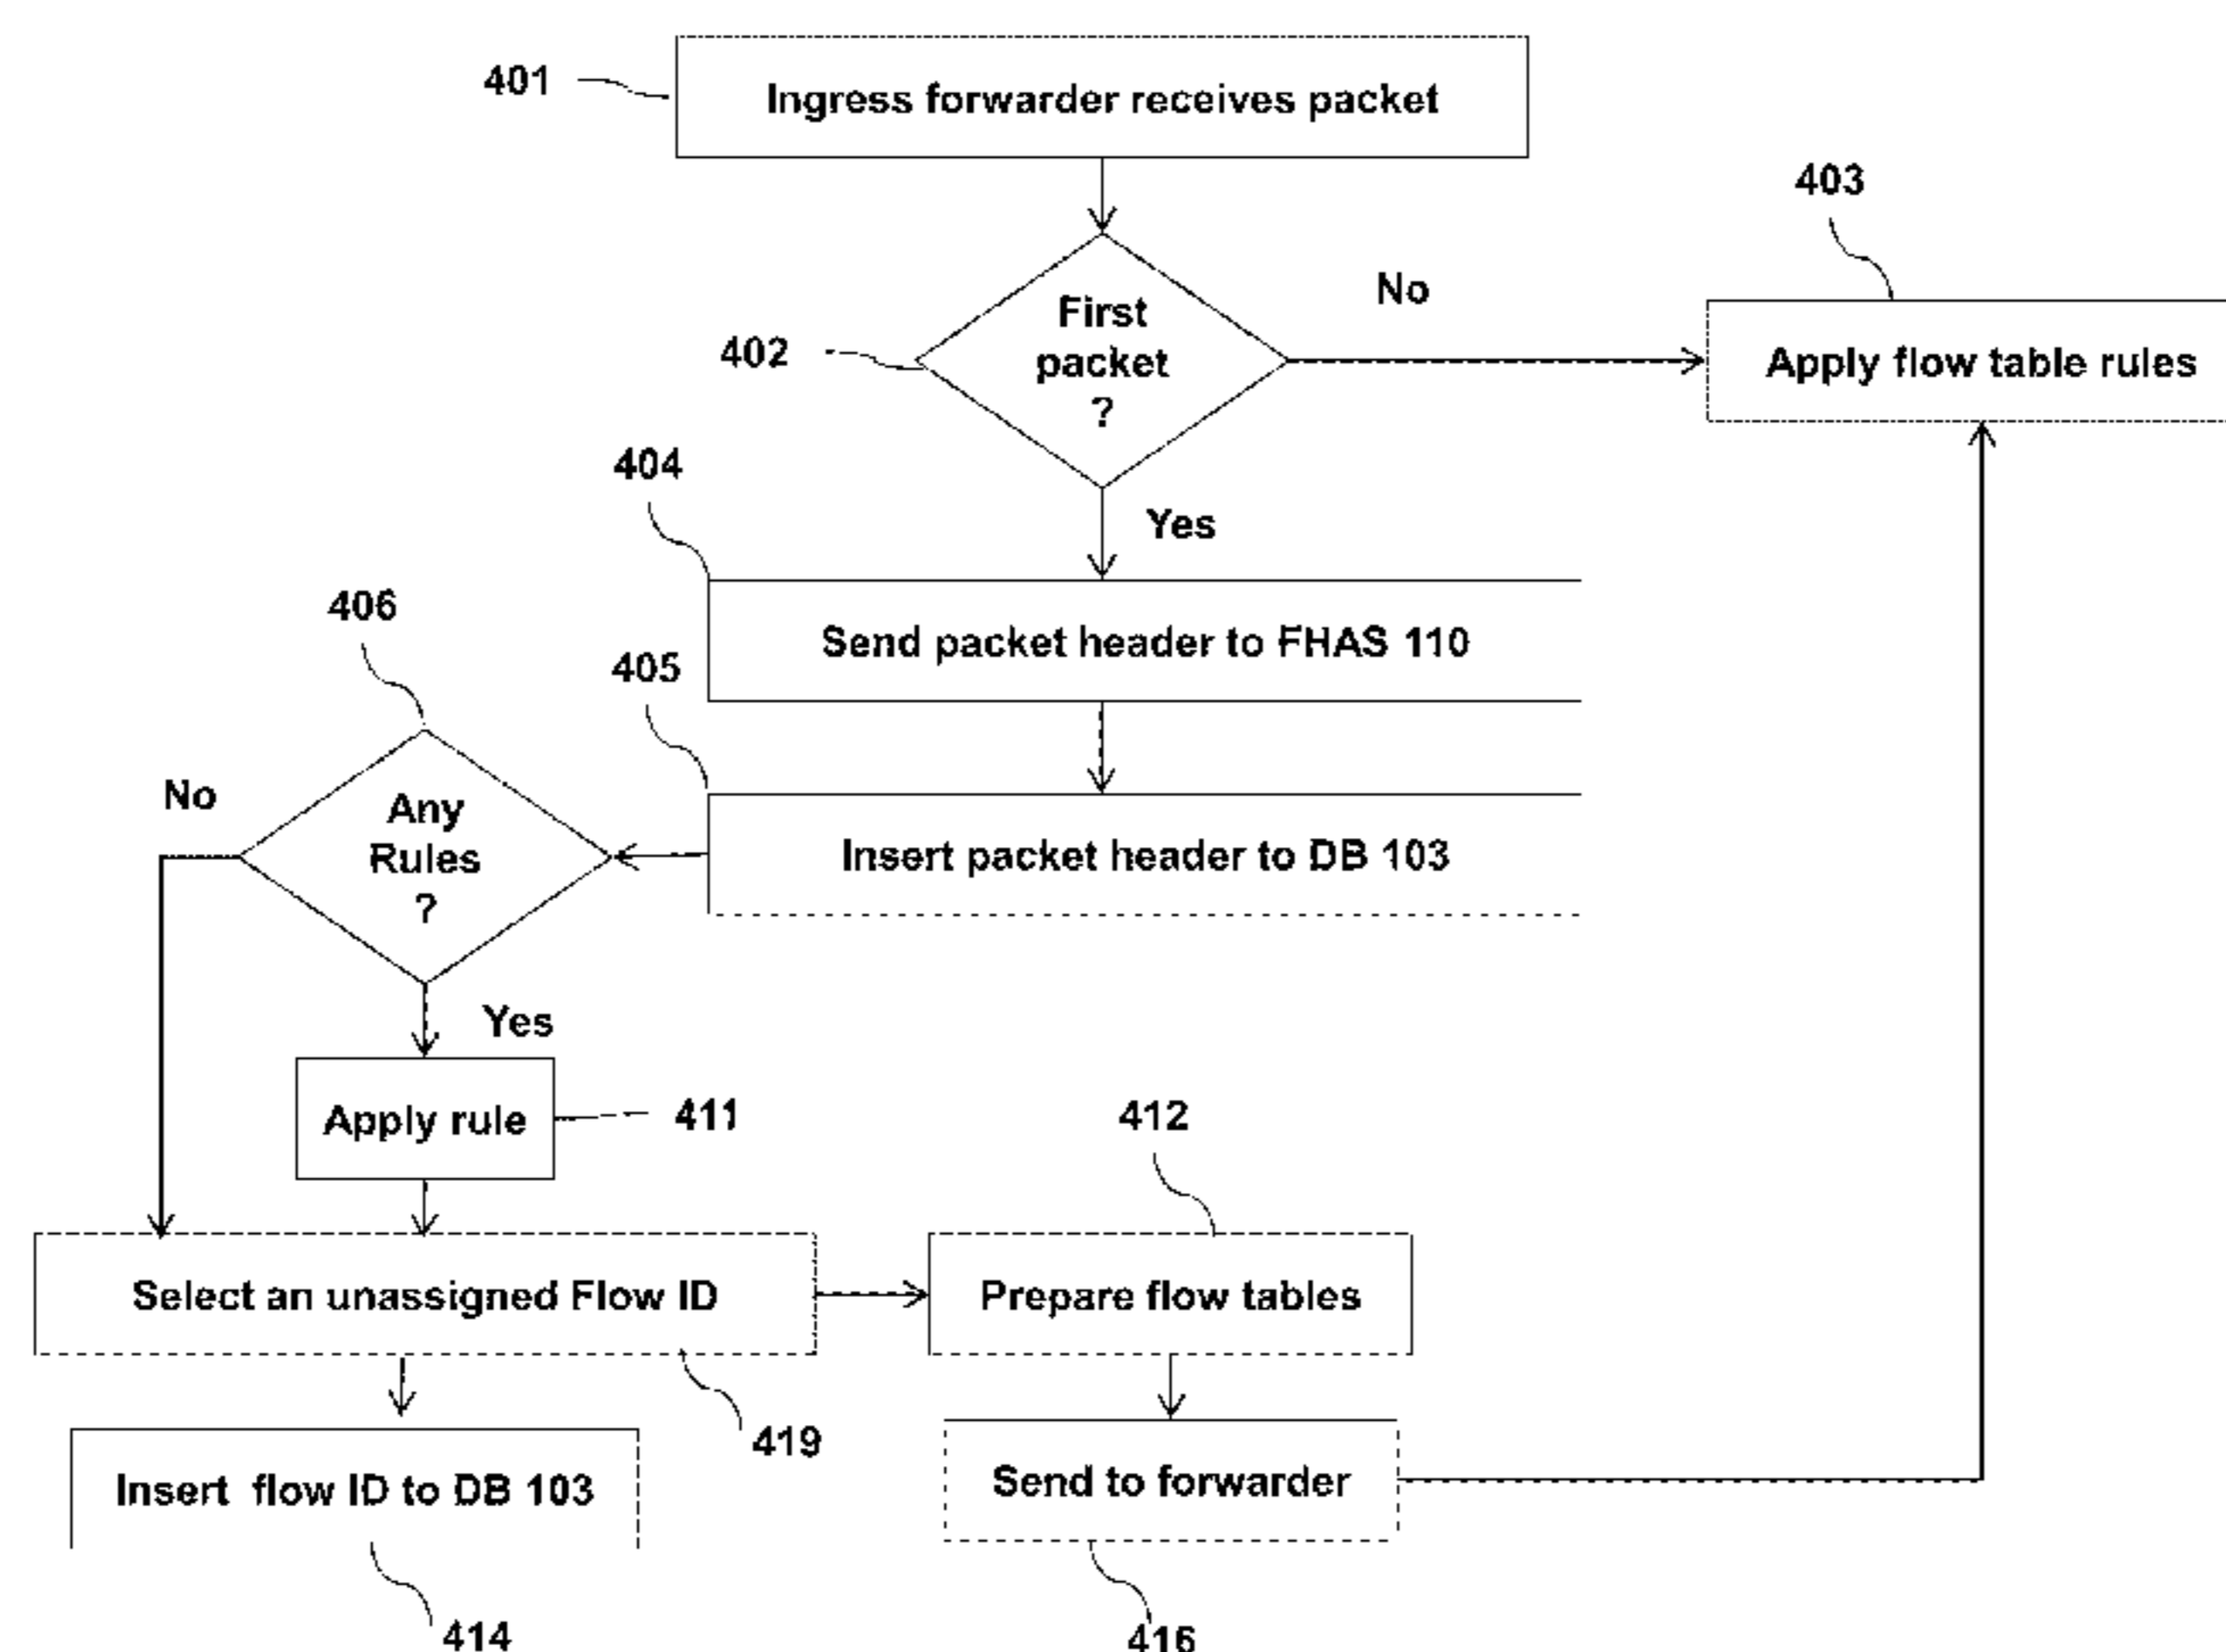 401
Ingress forwarder receives packet
403
No
First
packet
?
402
Apply flow table rules
404
Yes
406
Send packet header to FHAS 110
405
No
Any
Rules
?
Insert packet header to DB 103
Yes
Apply rule
411
412
Select an unassigned Flow ID
Prepare flow tables
419
Insert flow ID to DB 103
Send to forwarder
414
416